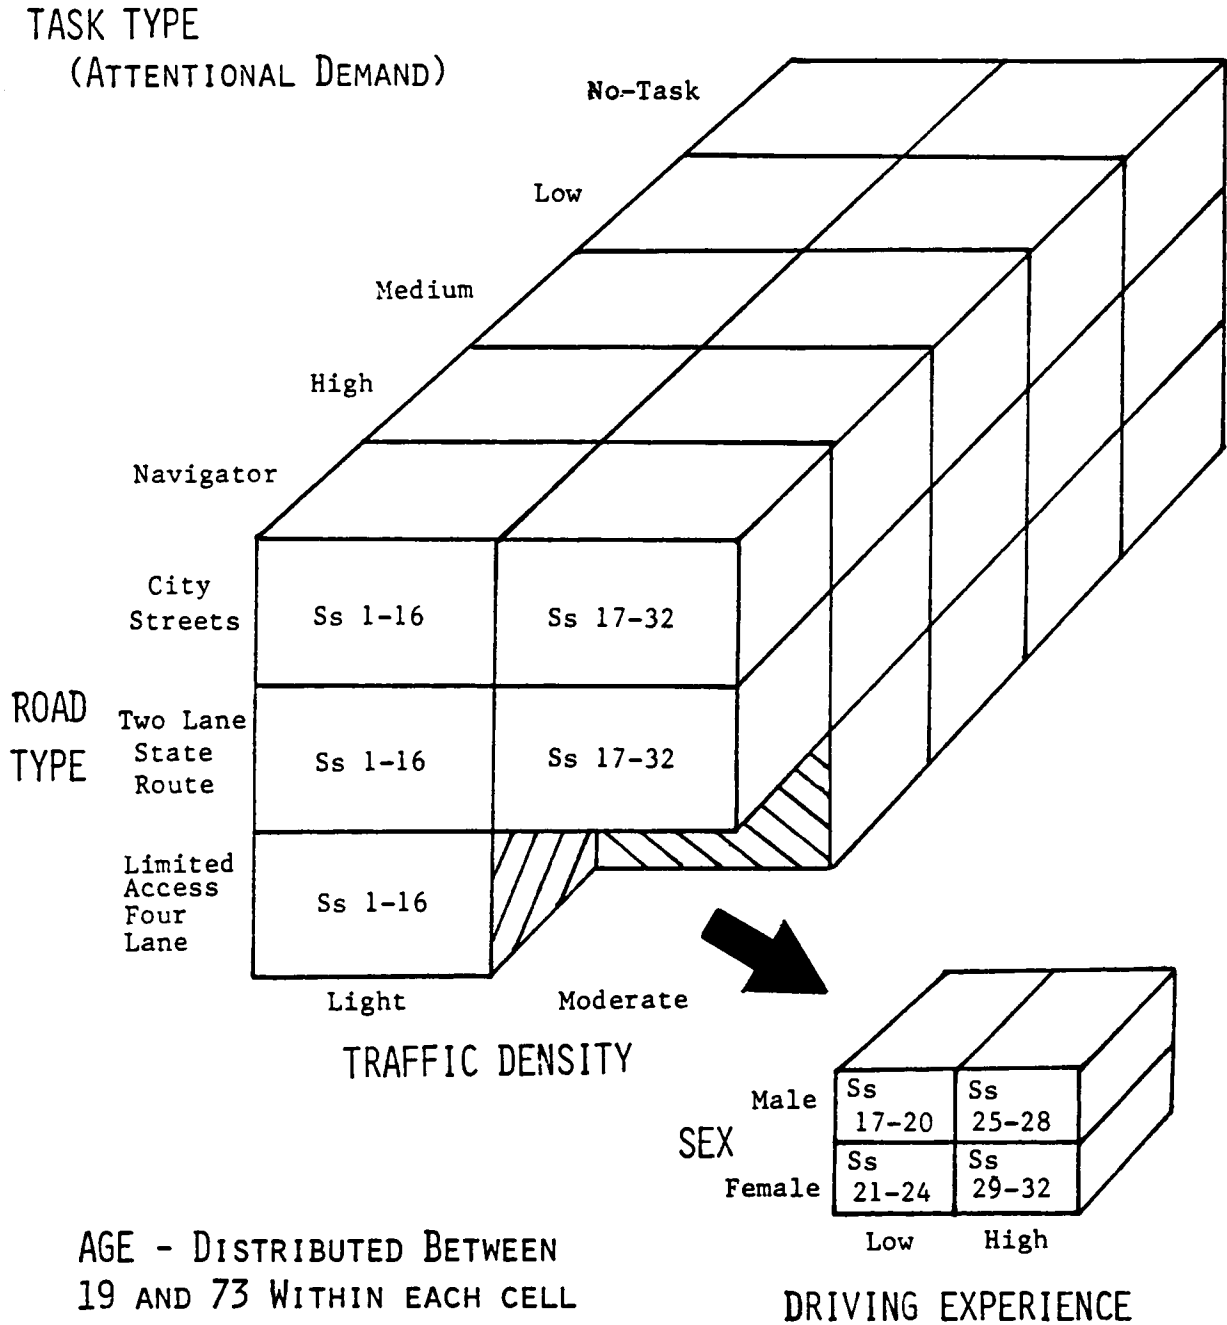 TASK TYPE
(ATTENTIONAL DEMAND)
No-Task
Low
Medium
High
Navigator
City
Streets
Ss 1-16
Ss 17-32
ROAD
TYPE
Two Lane
State
Route
Ss 1-16
Ss 17-32
Limited
Access
Four
Lane
Ss 1-16
Light
Moderate
TRAFFIC DENSITY
SEX
Male
Ss
17-20
Ss
25-28
Female
Ss
21-24
Ss
29-32
Low
High
DRIVING EXPERIENCE
AGE - DISTRIBUTED BETWEEN
19 AND 73 WITHIN EACH CELL